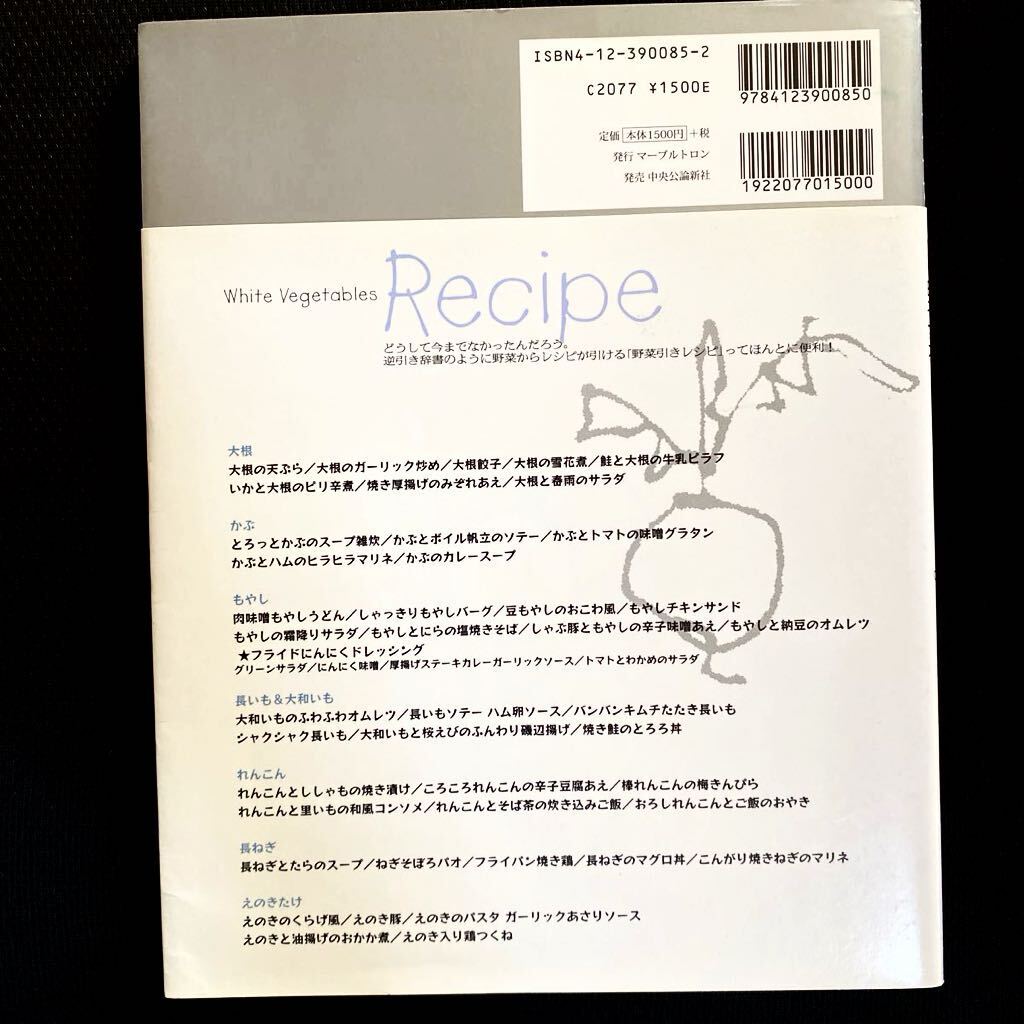 ISBN4-12-390085-2
C2077 ¥1500E
9784123900850
定価 本体1500円 +税
発行 マーブルトロン
発売 中央公論新社
1922077015000
White Vegetables Recipe
どうして今までなかったんだろう。
逆引き辞書のように野菜からレシピが引ける「野菜引きレシピ」ってほんとに便利!
大根
大根の天ぷら/大根のガーリック炒め/大根餃子/大根の雪花煮/鮭と大根の牛乳ピラフ
いかと大根のピリ辛煮/焼き厚揚げのみぞれあえ/大根と春雨のサラダ
かぶ
とろっとかぶのスープ雑炊/かぶとボイル帆立のソテー/かぶとトマトの味噌グラタン
かぶとハムのヒラヒラマリネ/かぶのカレースープ
もやし
肉味噌もやしうどん/しゃっきりもやしバーグ/豆もやしのおこわ風/もやしチキンサンド
もやしの霜降りサラダ/もやしとにらの塩焼きそば/しゃぶ豚ともやしの辛子味噌あえ/もやしと納豆のオムレツ
★フライドにんにくドレッシング
グリーンサラダ/にんにく味噌/厚揚げステーキカレーガーリックソース/トマトとわかめのサラダ
長いも&大和いも
大和いものふわふわオムレツ/長いもソテー ハム卵ソース/バンバンキムチたたき長いも
シャクシャク長いも/大和いもと桜えびのふんわり磯辺揚げ/焼き鮭のとろろ丼
れんこん
れんこんとししゃもの焼き漬け/ころころれんこんの辛子豆腐あえ/棒れんこんの梅きんぴら
れんこんと里いもの和風コンソメ/れんこんとそば茶の炊き込みご飯/おろしれんこんとご飯のおやき
長ねぎ
長ねぎとたらのスープ/ねぎそぼろパオ/フライパン焼き鶏/長ねぎのマグロ丼/こんがり焼きねぎのマリネ
えのきたけ
えのきのくらげ風/えのき豚/えのきのパスタ ガーリックあさりソース
えのきと油揚げのおかか煮/えのき入り鶏つくね